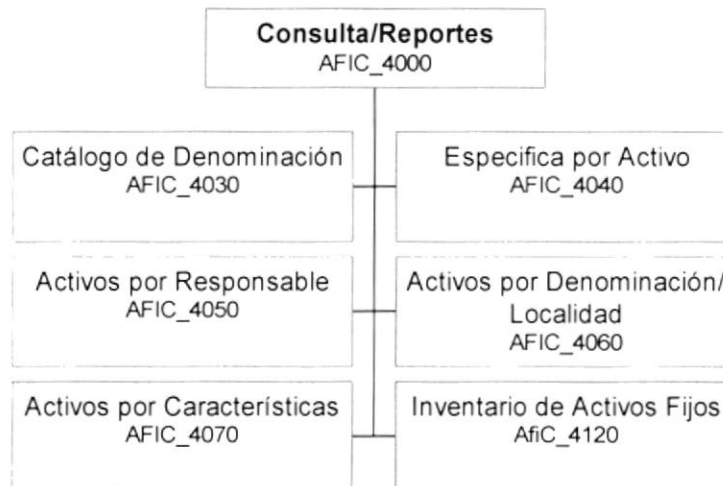 Consulta/Reportes
AFIC_4000
Catálogo de Denominación
AFIC_4030
Especifica por Activo
AFIC_4040
Activos por Responsable
AFIC_4050
Activos por Denominación/
Localidad
AFIC_4060
Activos por Características
AFIC_4070
Inventario de Activos Fijos
AfiC_4120